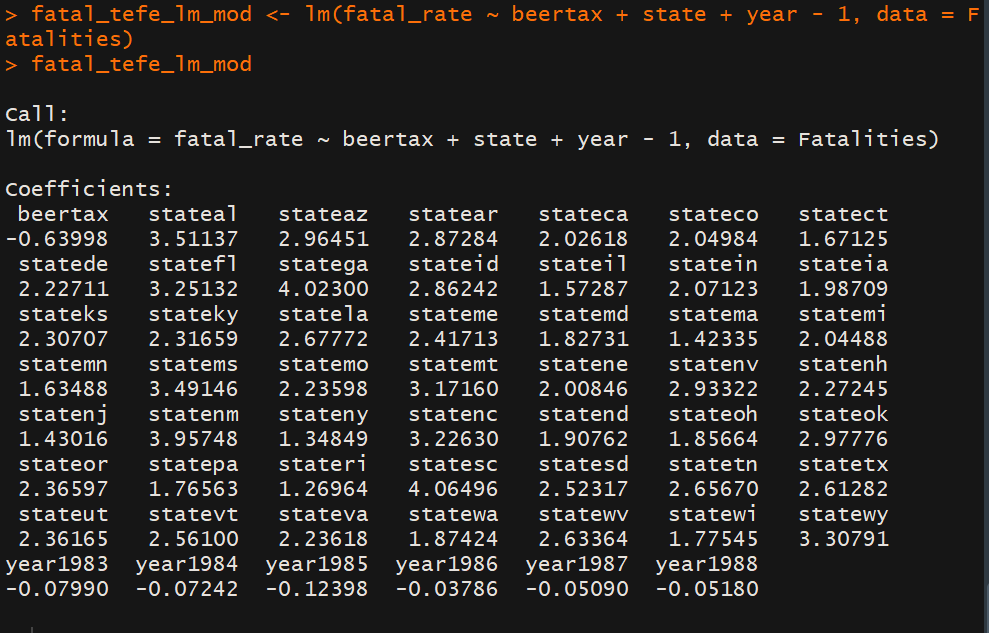 > fatal_tefe_lm_mod <- lm(fatal_rate ~ beertax + state + year - 1, data = F
atalities)
> fatal_tefe_lm_mod
Call:
lm(formula = fatal_rate ~ beertax + state + year - 1, data = Fatalities)
Coefficients:
beertax stateal stateaz statear stateca stateco statect
-0.63998 3.51137 2.96451 2.87284 2.02618 2.04984 1.67125
statede statefl statega stateid stateil statein stateia
2.22711 3.25132 4.02300 2.86242 1.57287 2.07123 1.98709
stateks stateky statela stateme statemd statema statemi
2.30707 2.31659 2.67772 2.41713 1.82731 1.42335 2.04488
statemn statems statemo statemt statene statenv statenh
1.63488 3.49146 2.23598 3.17160 2.00846 2.93322 2.27245
statenj statenm stateny statenc statend stateoh stateok
1.43016 3.95748 1.34849 3.22630 1.90762 1.85664 2.97776
stateor statepa stateri statesc statesd statetn statetx
2.36597 1.76563 1.26964 4.06496 2.52317 2.65670 2.61282
stateut statevt stateva statewa statewv statewi statewy
2.36165 2.56100 2.23618 1.87424 2.63364 1.77545 3.30791
year1983 year1984 year1985 year1986 year1987 year1988
-0.07990 -0.07242 -0.12398 -0.03786 -0.05090 -0.05180